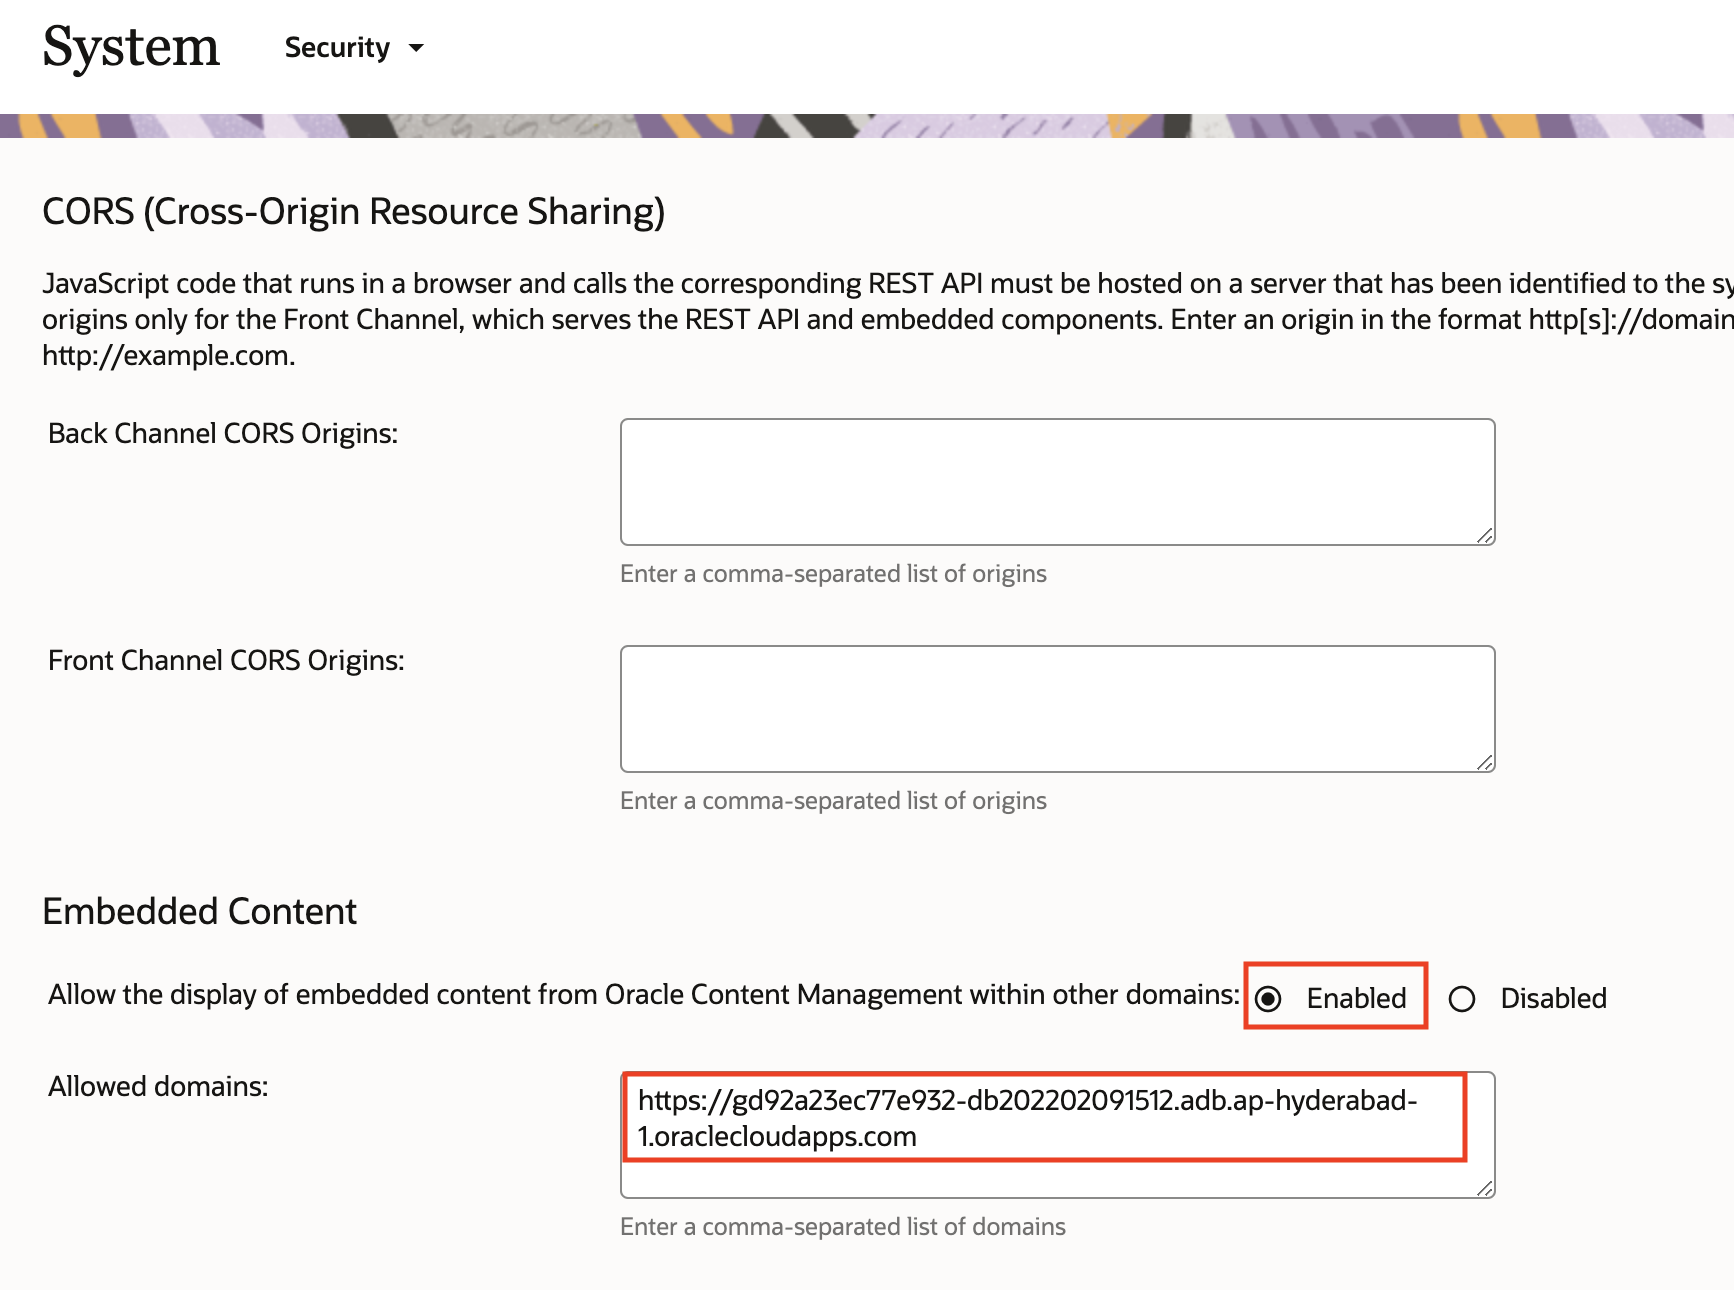 System Security
CORS (Cross-Origin Resource Sharing)
JavaScript code that runs in a browser and calls the corresponding REST API must be hosted on a server that has been identified to the
origins only for the Front Channel, which serves the REST API and embedded components. Enter an origin in the format http[s]://domain
http://example.com.
Back Channel CORS Origins:
Enter a comma-separated list of origins
Front Channel CORS Origins:
Enter a comma-separated list of origins
Embedded Content
Allow the display of embedded content from Oracle Content Management within other domains: Enabled Disabled
Allowed domains:
https://gd92a23ec77e932-db202202091512.adb.ap-hyderabad-
1.oraclecloudapps.com
Enter a comma-separated list of domains